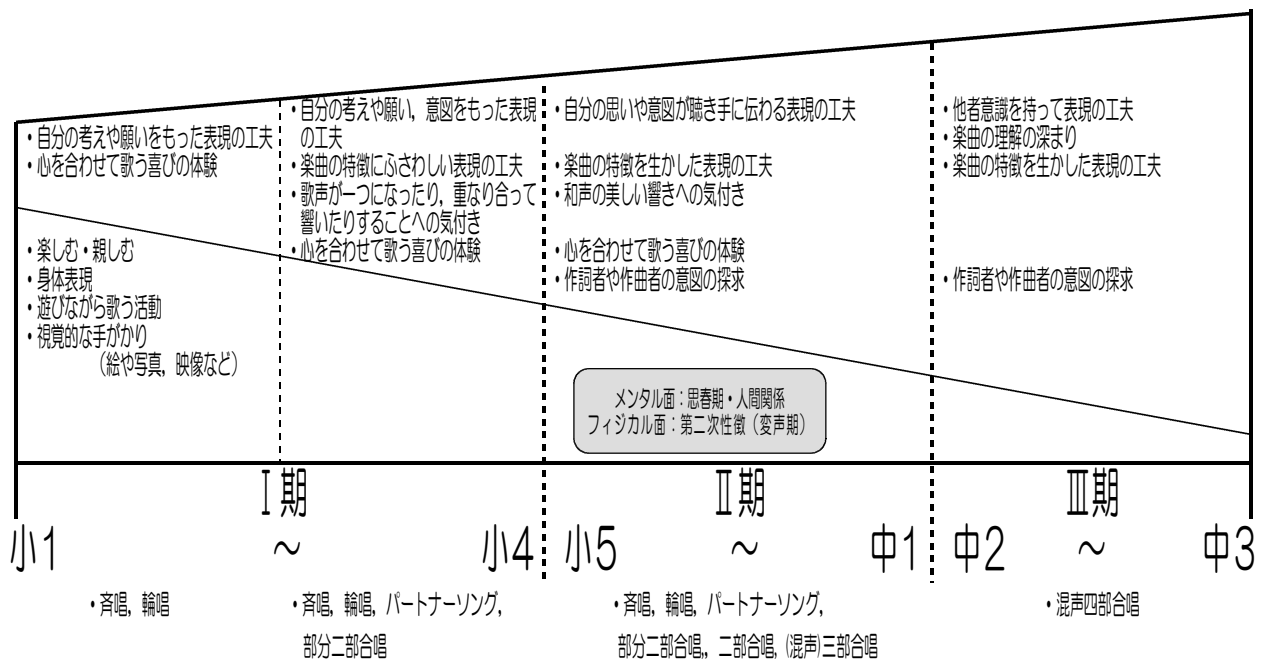 ・自分の考えや願いをもった表現の工夫
・心を合わせて歌う喜びの体験
・楽しむ・親しむ
・身体表現
・遊びながら歌う活動
・視覚的な手がかり
（絵や写真，映像など）
・自分の考えや願い，意図をもった表現
の工夫
・楽曲の特徴にふさわしい表現の工夫
・歌声が一つになったり，重なり合って
響いたりすることへの気付き
・心を合わせて歌う喜びの体験
・自分の思いや意図が聴き手に伝わる表現の工夫
・楽曲の特徴を生かした表現の工夫
・和声の美しい響きへの気付き
・心を合わせて歌う喜びの体験
・作詞者や作曲者の意図の探求
・他者意識を持って表現の工夫
・楽曲の理解の深まり
・楽曲の特徴を生かした表現の工夫
・作詞者や作曲者の意図の探求
メンタル面：思春期・人間関係
フィジカル面：第二次性徴（変声期）
Ⅰ期
Ⅱ期
Ⅲ期
小1 ～ 小4
小5 ～ 中1
中2 ～ 中3
・斉唱，輪唱
・斉唱，輪唱，パートナーソング，
部分二部合唱
・斉唱，輪唱，パートナーソング，
部分二部合唱，，二部合唱，(混声)三部合唱
・混声四部合唱